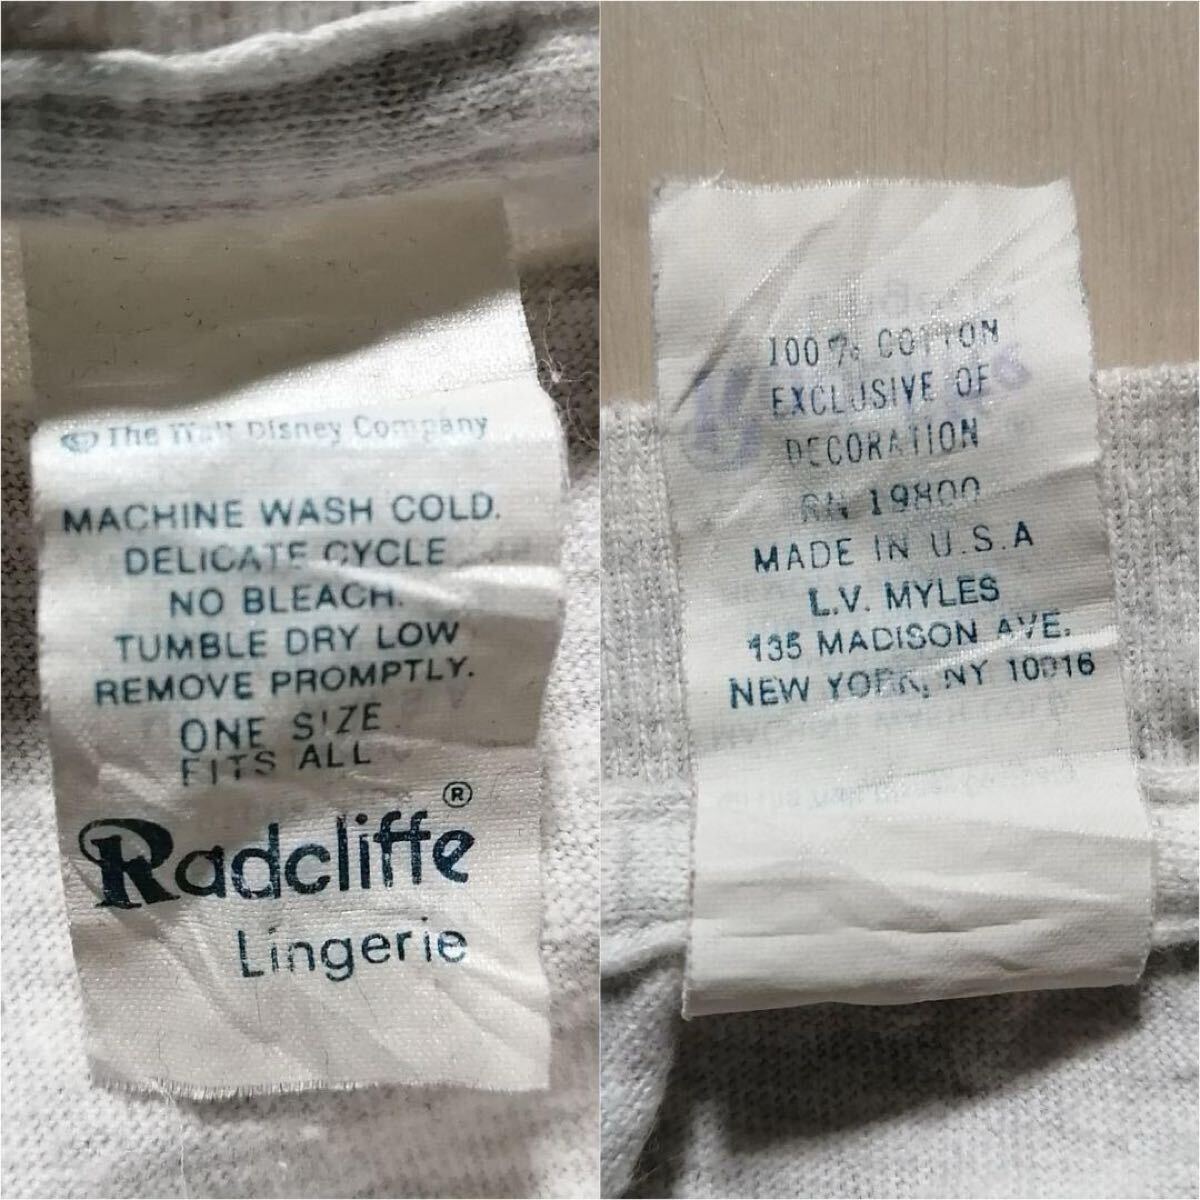 © The Walt Disney Company
MACHINE WASH COLD.
DELICATE CYCLE
NO BLEACH.
TUMBLE DRY LOW
REMOVE PROMPTLY.
ONE SIZE
FITS ALL
Radcliffe®
Lingerie
100% COTTON
EXCLUSIVE OF
DECORATION
RN 19800
MADE IN U.S.A
L.V. MYLES
135 MADISON AVE.
NEW YORK, NY 10016